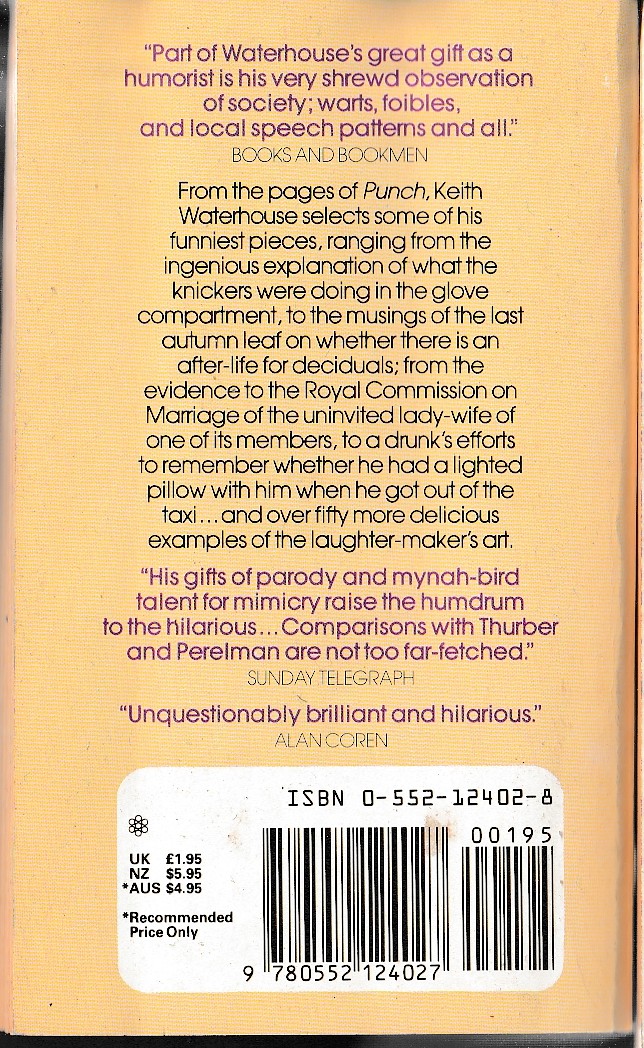 “Part of Waterhouse's great gift as a
humorist is his very shrewd observation
of society; warts, foibles,
and local speech patterns and all.”
BOOKS AND BOOKMEN
From the pages of Punch, Keith
Waterhouse selects some of his
funniest pieces, ranging from the
ingenious explanation of what the
knickers were doing in the glove
compartment, to the musings of the last
autumn leaf on whether there is an
after-life for deciduals; from the
evidence to the Royal Commission on
Marriage of the uninvited lady-wife of
one of its members, to a drunk's efforts
to remember whether he had a lighted
pillow with him when he got out of the
taxi...and over fifty more delicious
examples of the laughter-maker's art.
“His gifts of parody and mynah-bird
talent for mimicry raise the humdrum
to the hilarious...Comparisons with Thurber
and Perelman are not too far-fetched.”
SUNDAY TELEGRAPH
“Unquestionably brilliant and hilarious.”
ALAN COREN
ISBN 0-552-12402-8
00195
UK £1.95
NZ $5.95
*AUS $4.95
*Recommended
Price Only
9 780552 124027